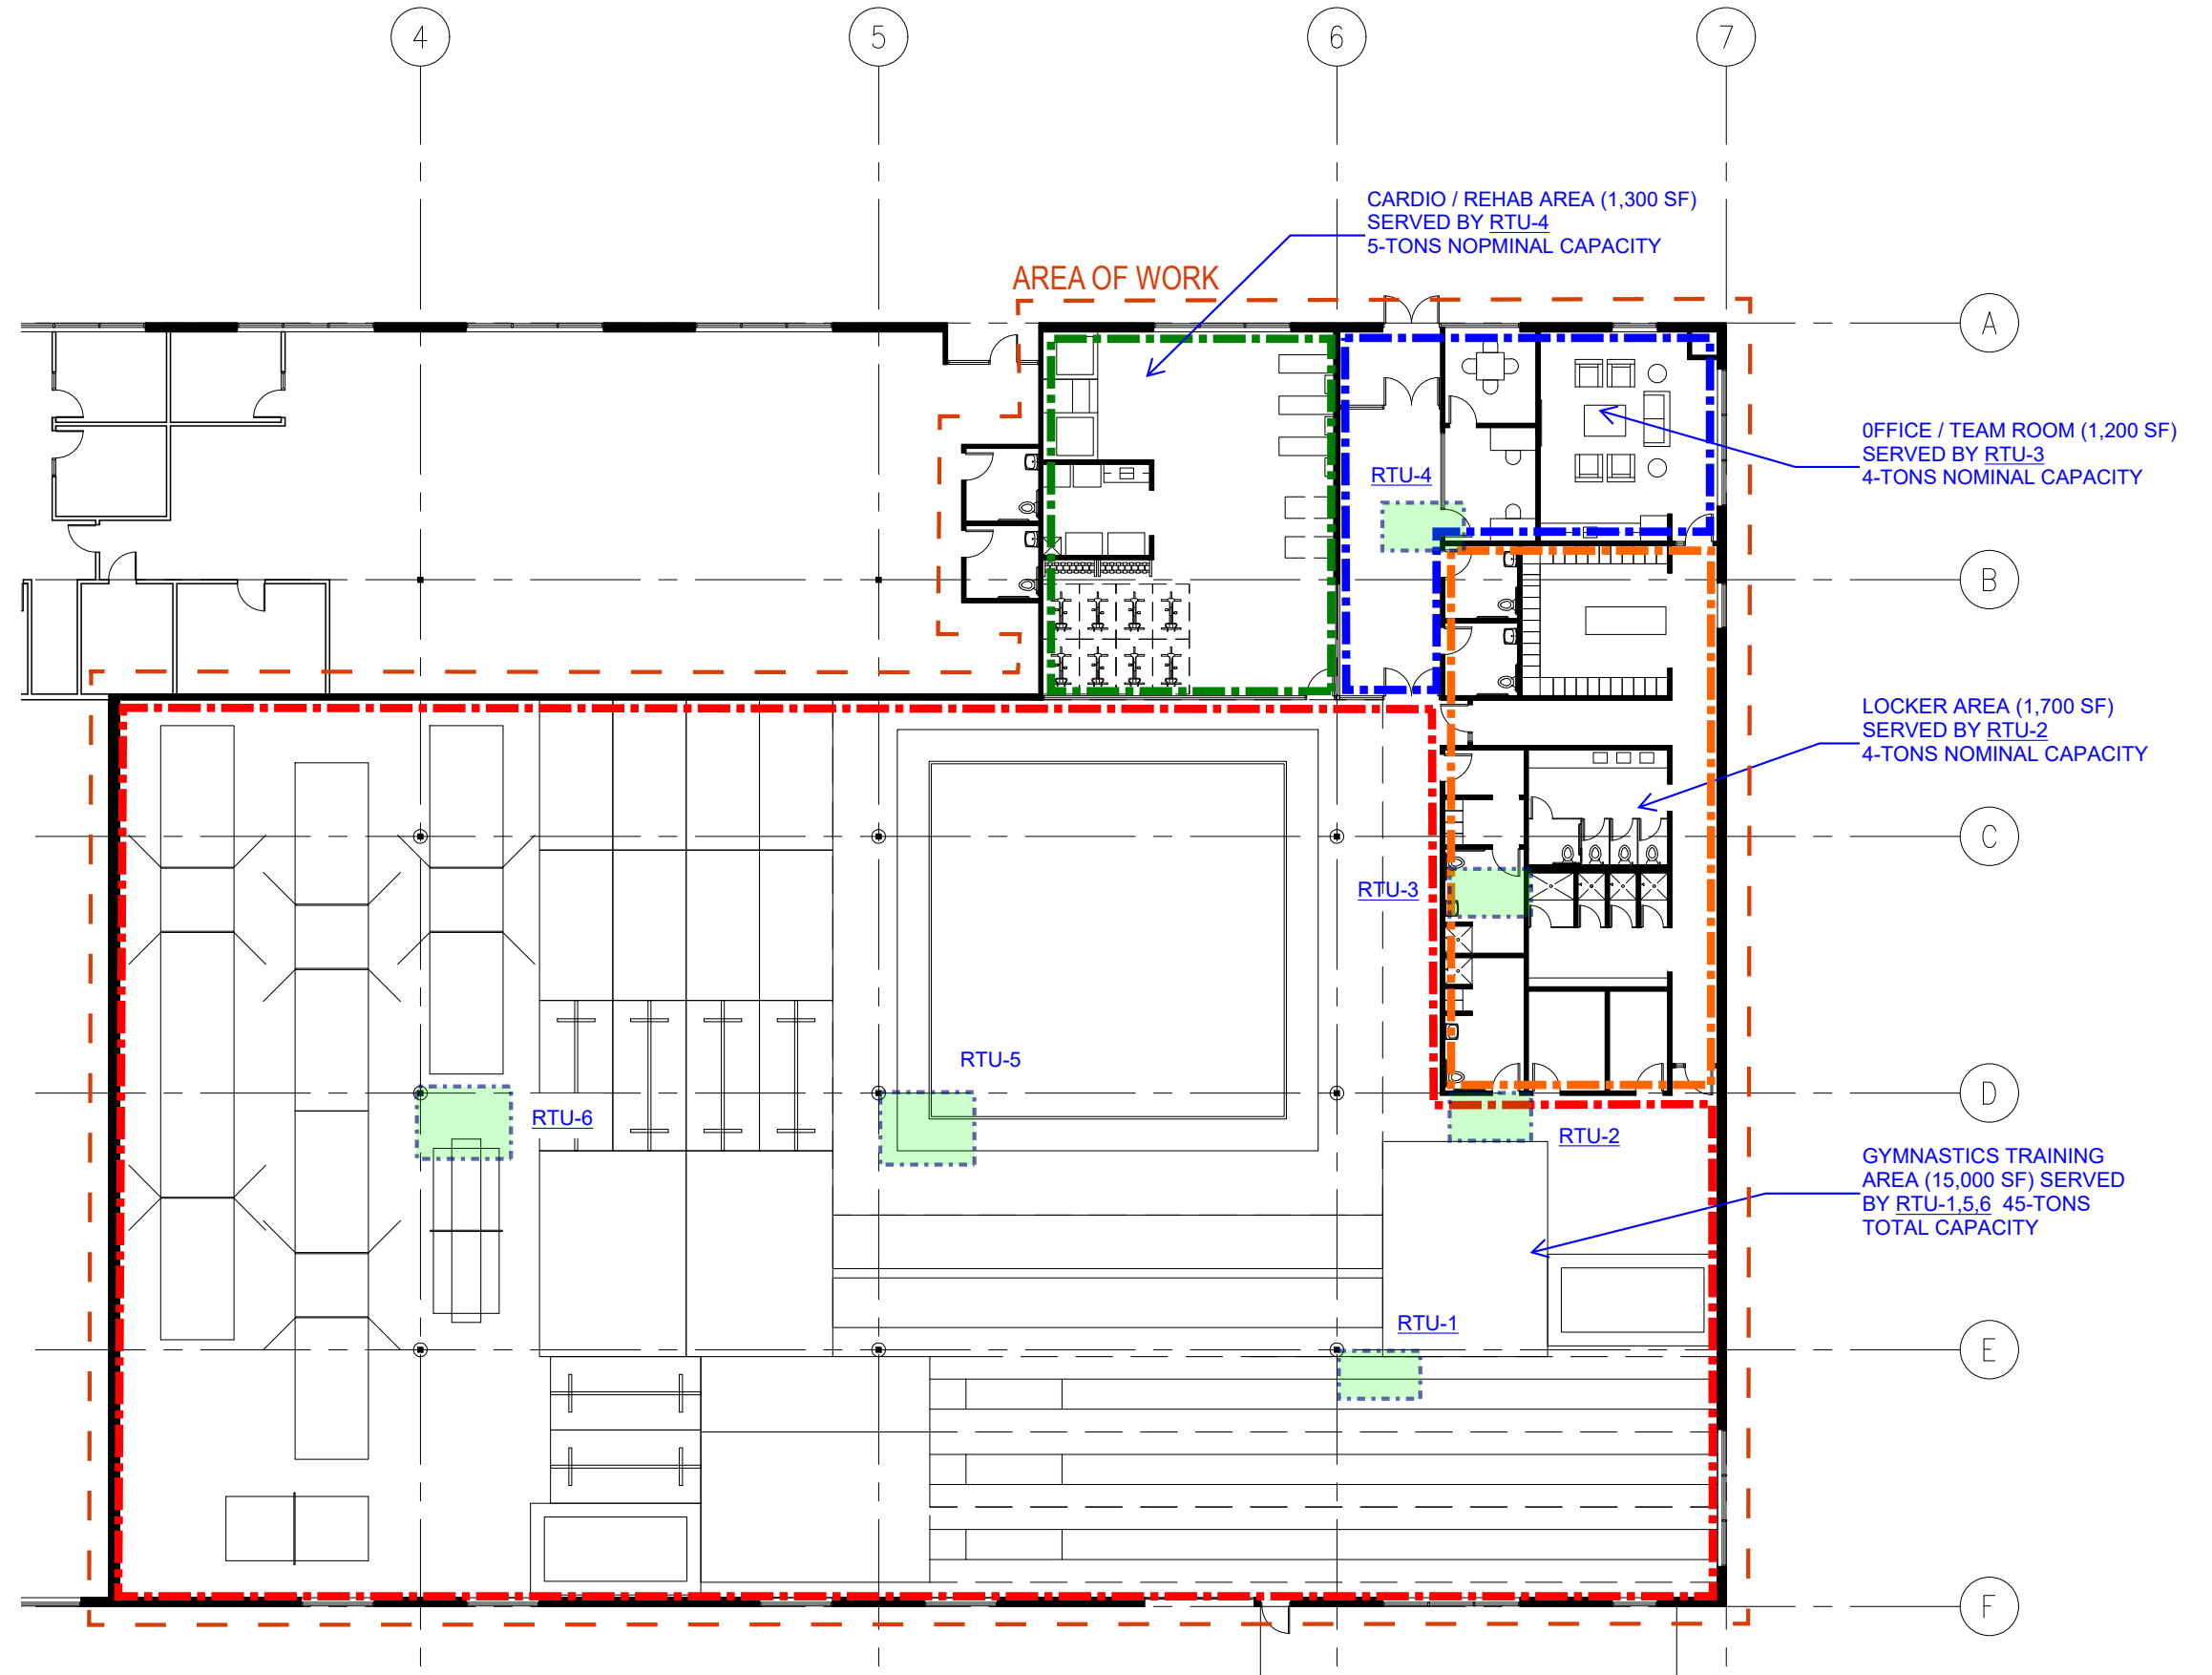 4
5
6
7
CARDIO / REHAB AREA (1,300 SF)
SERVED BY RTU-4
5-TONS NOPMINAL CAPACITY
AREA OF WORK
A
0FFICE / TEAM ROOM (1,200 SF)
SERVED BY RTU-3
4-TONS NOMINAL CAPACITY
RTU-4
B
LOCKER AREA (1,700 SF)
SERVED BY RTU-2
4-TONS NOMINAL CAPACITY
C
RTU-3
RTU-5
D
RTU-6
RTU-2
GYMNASTICS TRAINING
AREA (15,000 SF) SERVED
BY RTU-1,5,6 45-TONS
TOTAL CAPACITY
RTU-1
E
F